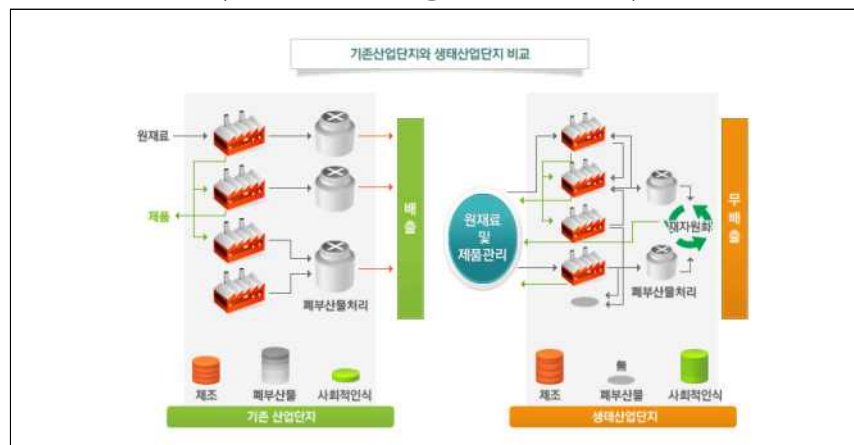 기존산업단지와 생태산업단지 비교
원재료
제품
폐부산물처리
배출
제조
폐부산물
사회적인식
기존 산업단지
원재료
및
제품관리
재자원화
폐부산물처리
무배출
제조
폐부산물
사회적인식
생태산업단지